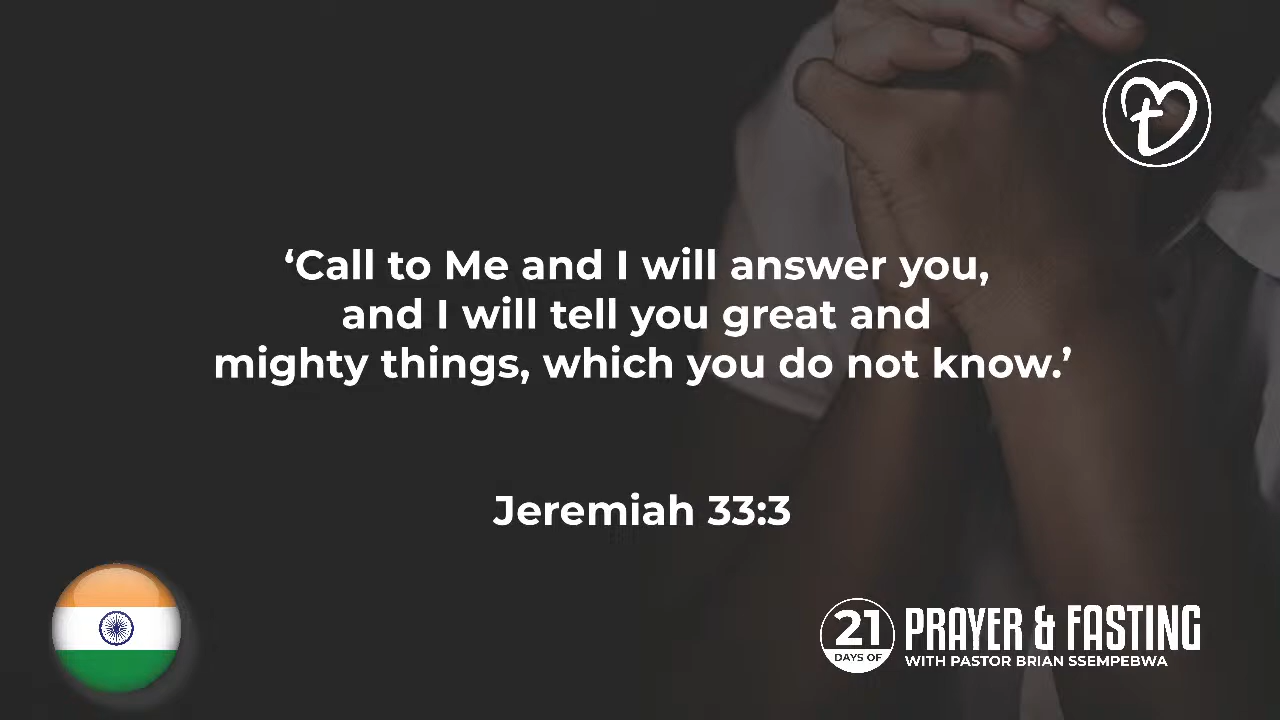 ‘Call to Me and I will answer you,
and I will tell you great and
mighty things, which you do not know.’
Jeremiah 33:3
21
DAYS OF
PRAYER & FASTING
WITH PASTOR BRIAN SSEMPEBWA